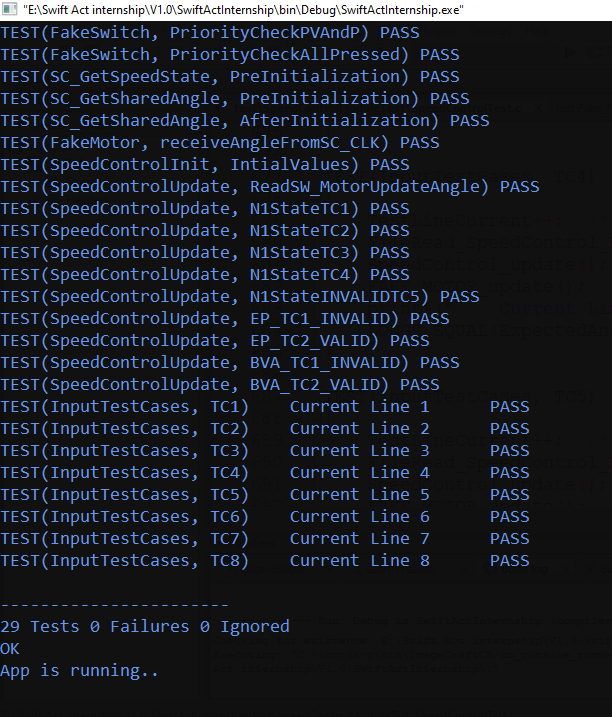 "E:\Swift Act internship\V1.0\SwiftActInternship\bin\Debug\SwiftActInternship.exe"
TEST(FakeSwitch, PriorityCheckPVAndP) PASS
TEST(FakeSwitch, PriorityCheckAllPressed) PASS
TEST(SC_GetSpeedState, PreInitialization) PASS
TEST(SC_GetSharedAngle, PreInitialization) PASS
TEST(SC_GetSharedAngle, AfterInitialization) PASS
TEST(FakeMotor, receiveAngleFromSC_CLK) PASS
TEST(SpeedControlInit, IntialValues) PASS
TEST(SpeedControlUpdate, ReadSW_MotorUpdateAngle) PASS
TEST(SpeedControlUpdate, N1StateTC1) PASS
TEST(SpeedControlUpdate, N1StateTC2) PASS
TEST(SpeedControlUpdate, N1StateTC3) PASS
TEST(SpeedControlUpdate, N1StateTC4) PASS
TEST(SpeedControlUpdate, N1StateINVALIDTC5) PASS
TEST(SpeedControlUpdate, EP_TC1_INVALID) PASS
TEST(SpeedControlUpdate, EP_TC2_VALID) PASS
TEST(SpeedControlUpdate, BVA_TC1_INVALID) PASS
TEST(SpeedControlUpdate, BVA_TC2_VALID) PASS
TEST(InputTestCases, TC1)    Current Line 1      PASS
TEST(InputTestCases, TC2)    Current Line 2      PASS
TEST(InputTestCases, TC3)    Current Line 3      PASS
TEST(InputTestCases, TC4)    Current Line 4      PASS
TEST(InputTestCases, TC5)    Current Line 5      PASS
TEST(InputTestCases, TC6)    Current Line 6      PASS
TEST(InputTestCases, TC7)    Current Line 7      PASS
TEST(InputTestCases, TC8)    Current Line 8      PASS
-----------------------
29 Tests 0 Failures 0 Ignored
OK
App is running..